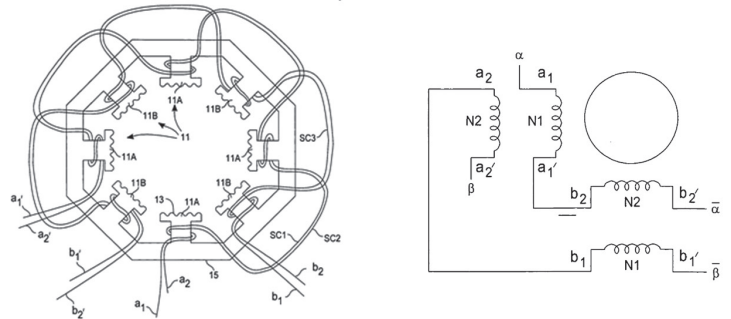 11A
11B
11B
11
11A
11A
SC3
11B
11B
13
11A
a₁′
a₂′
SC1
SC2
b₁′
b₂
15
a₂
b₂′
a₁
b₁
α
a₂
a₁
N2
N1
a₂′
a₁′
β
b₂
b₂′
N2
α̅
b₁
b₁′
N1
β̅